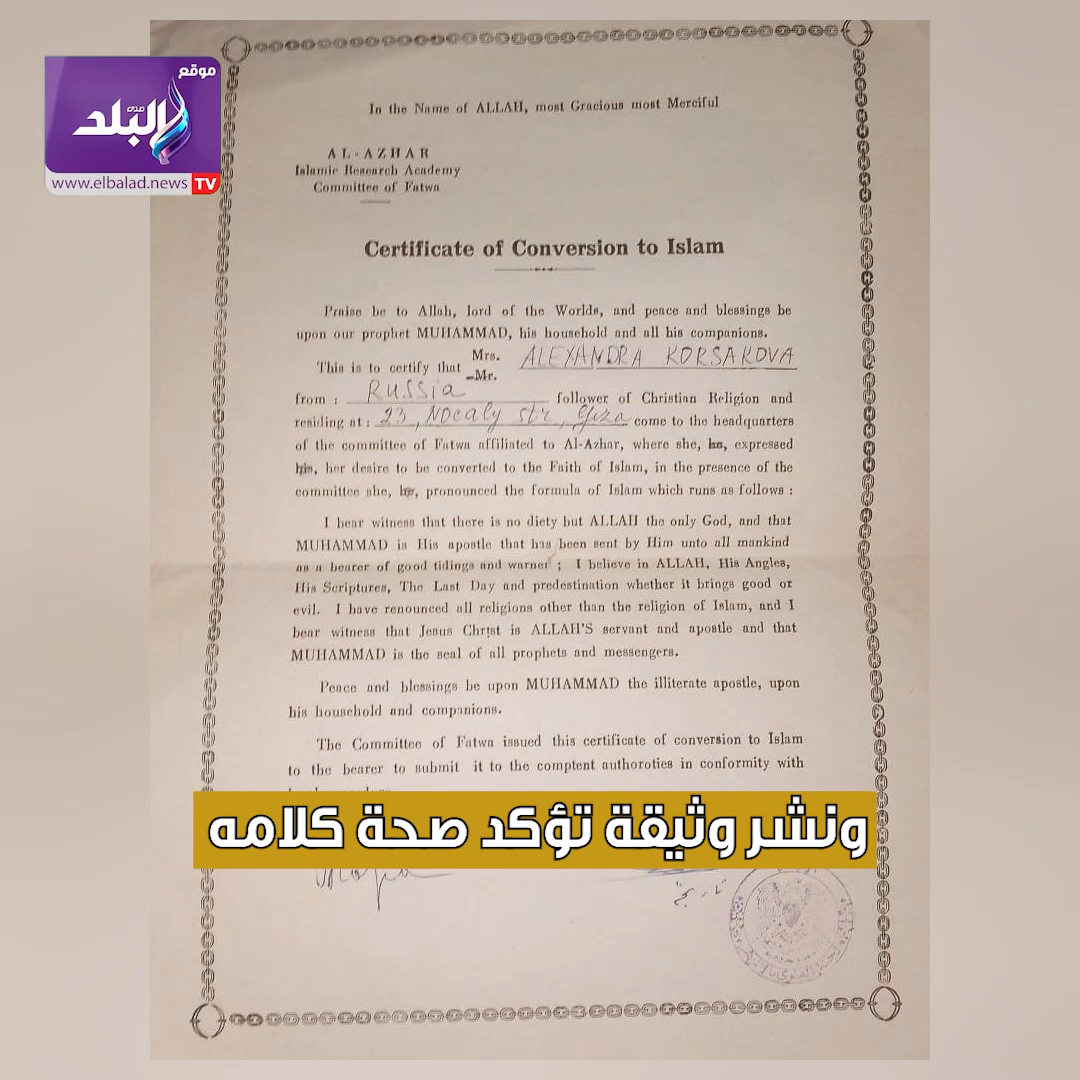 موقع
صدى
البلد
www.elbalad.news TV
In the Name of ALLAH, most Gracious most Merciful
AL-AZHAR
Islamic Research Academy
Committee of Fatwa
Certificate of Conversion to Islam
Praise be to Allah, lord of the Worlds, and peace and blessings be
upon our prophet MUHAMMAD, his household and all his companions.
This is to certify that Mrs. Mr. ALEXANDRA KORSAKOVA
from : RUSSIA follower of Christian Religion and
residing at : 23, Nocaly str, Giza come to the headquarters
of the committee of Fatwa affiliated to Al-Azhar, where she, he, expressed
his, her desire to be converted to the Faith of Islam, in the presence of the
committee she, he, pronounced the formula of Islam which runs as follows :
I bear witness that there is no diety but ALLAH the only God, and that
MUHAMMAD is His apostle that has been sent by Him unto all mankind
as a bearer of good tidings and warner ; I believe in ALLAH, His Angles,
His Scriptures, The Last Day and predestination whether it brings good or
evil. I have renounced all religions other than the religion of Islam, and I
bear witness that Jesus Christ is ALLAH'S servant and apostle and that
MUHAMMAD is the seal of all prophets and messengers.
Peace and blessings be upon MUHAMMAD the illiterate apostle, upon
his household and companions.
The Committee of Fatwa issued this certificate of conversion to Islam
to the bearer to submit it to the comptent authoroties in conformity with
ونشر وثيقة تؤكد صحة كلامه